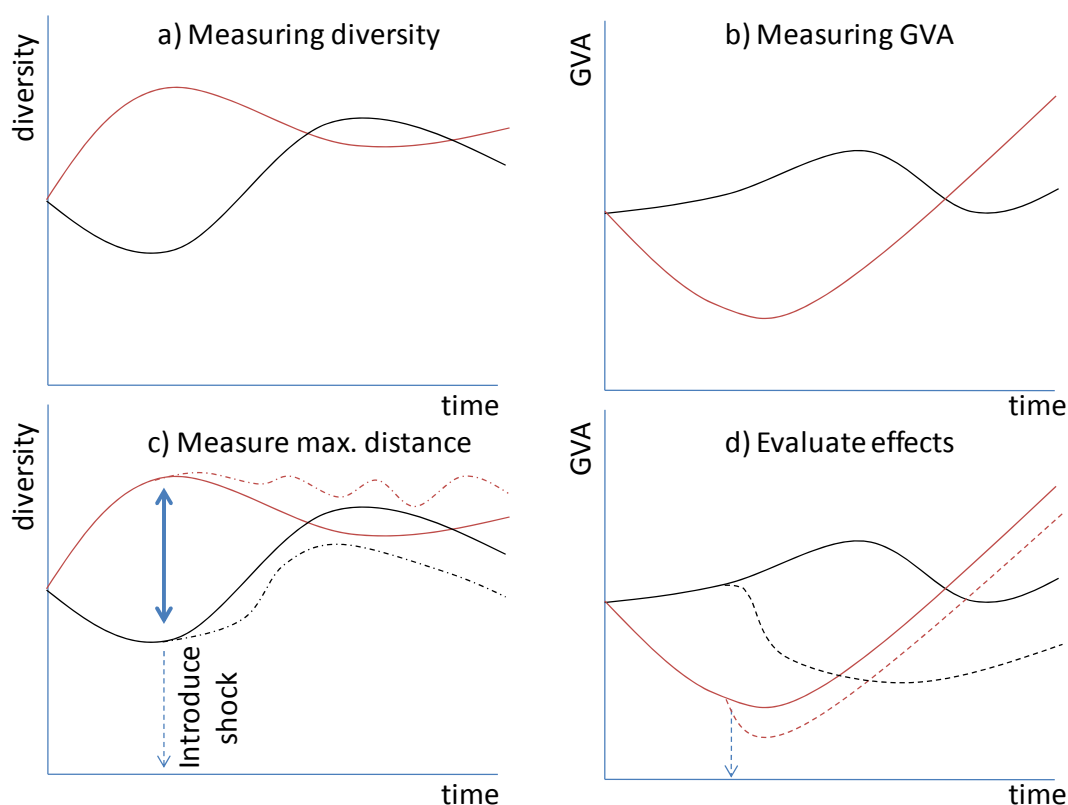 a) Measuring diversity
diversity
time
b) Measuring GVA
GVA
time
c) Measure max. distance
diversity
Introduce
shock
time
d) Evaluate effects
GVA
time